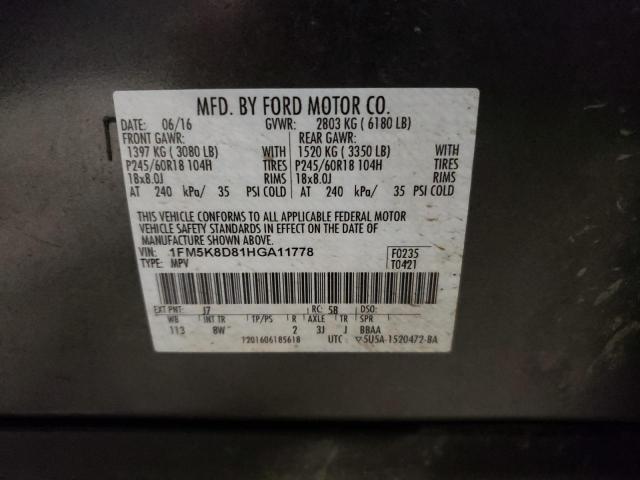 MFD. BY FORD MOTOR CO.
DATE: 06/16 GVWR: 2803 KG ( 6180 LB)
FRONT GAWR: REAR GAWR:
1397 KG ( 3080 LB) WITH 1520 KG ( 3350 LB) WITH
P245/60R18 104H TIRES P245/60R18 104H TIRES
18x8.0J RIMS 18x8.0J RIMS
AT 240 kPa/ 35 PSI COLD AT 240 kPa/ 35 PSI COLD
THIS VEHICLE CONFORMS TO ALL APPLICABLE FEDERAL MOTOR
VEHICLE SAFETY STANDARDS IN EFFECT ON THE DATE OF
MANUFACTURE SHOWN ABOVE.
VIN: 1FM5K8D81HGA11778 F0235
TYPE: MPV T0421
EXT PNT: J7 RC: 58 DSO:
WB INT TR TP/PS R AXLE TR SPR
113 8W 2 3J J BBAA
T201606185618 UTC ▽5U5A-1520472-BA